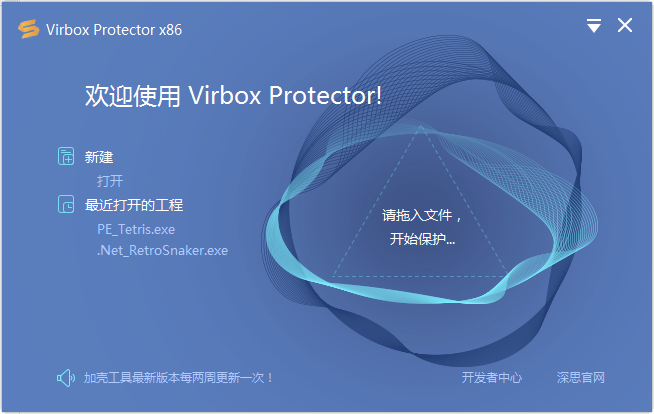 Virbox Protector x86
欢迎使用 Virbox Protector!
新建
打开
最近打开的工程
PE_Tetris.exe
.Net_RetroSnaker.exe
请拖入文件，
开始保护...
加壳工具最新版本每两周更新一次！
开发者中心
深思官网